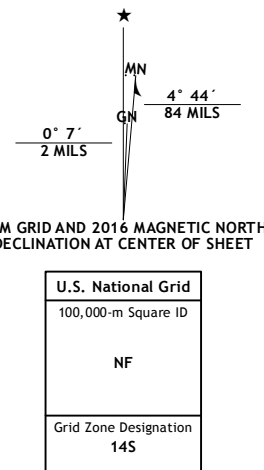 ★
MN
GN
4° 44´
84 MILS
0° 7´
2 MILS
M GRID AND 2016 MAGNETIC NORTH
DECLINATION AT CENTER OF SHEET
U.S. National Grid
100,000-m Square ID
NF
Grid Zone Designation
14S